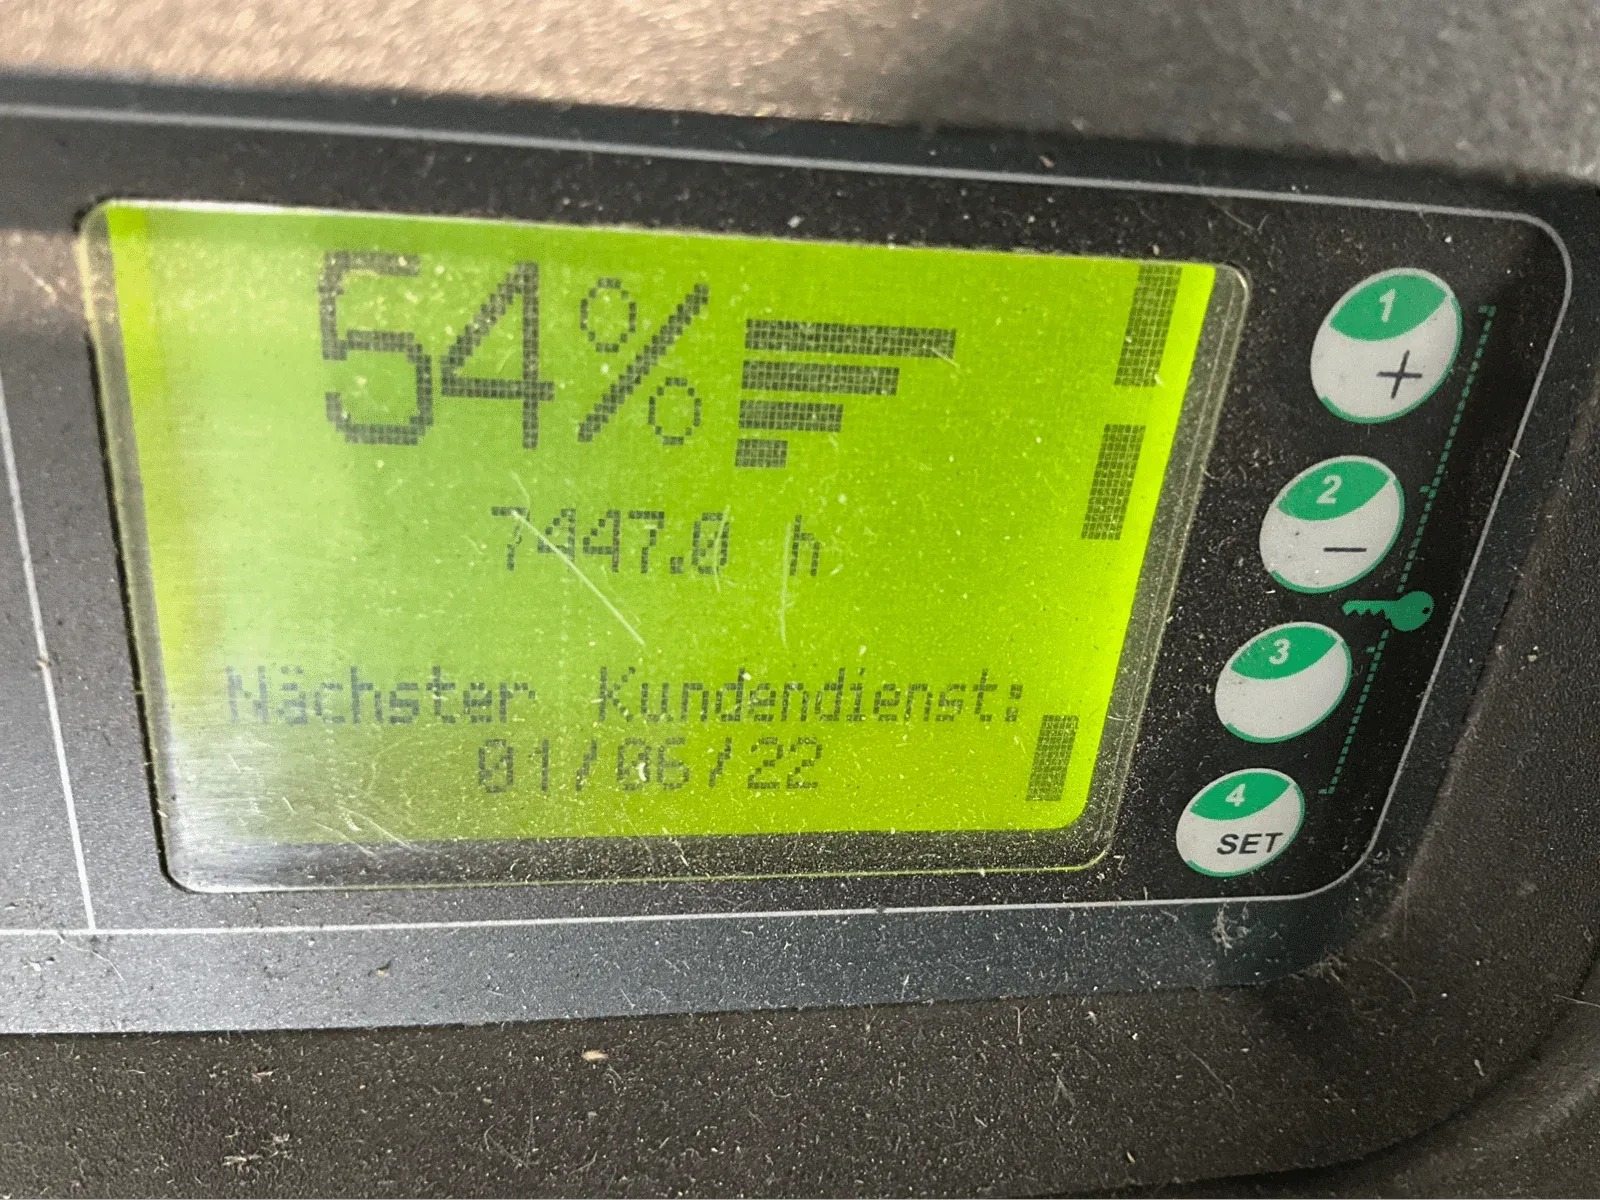 54%
7447.0 h
Nächster Kundendienst:
01/06/22
1
+
2
−
3
4
SET